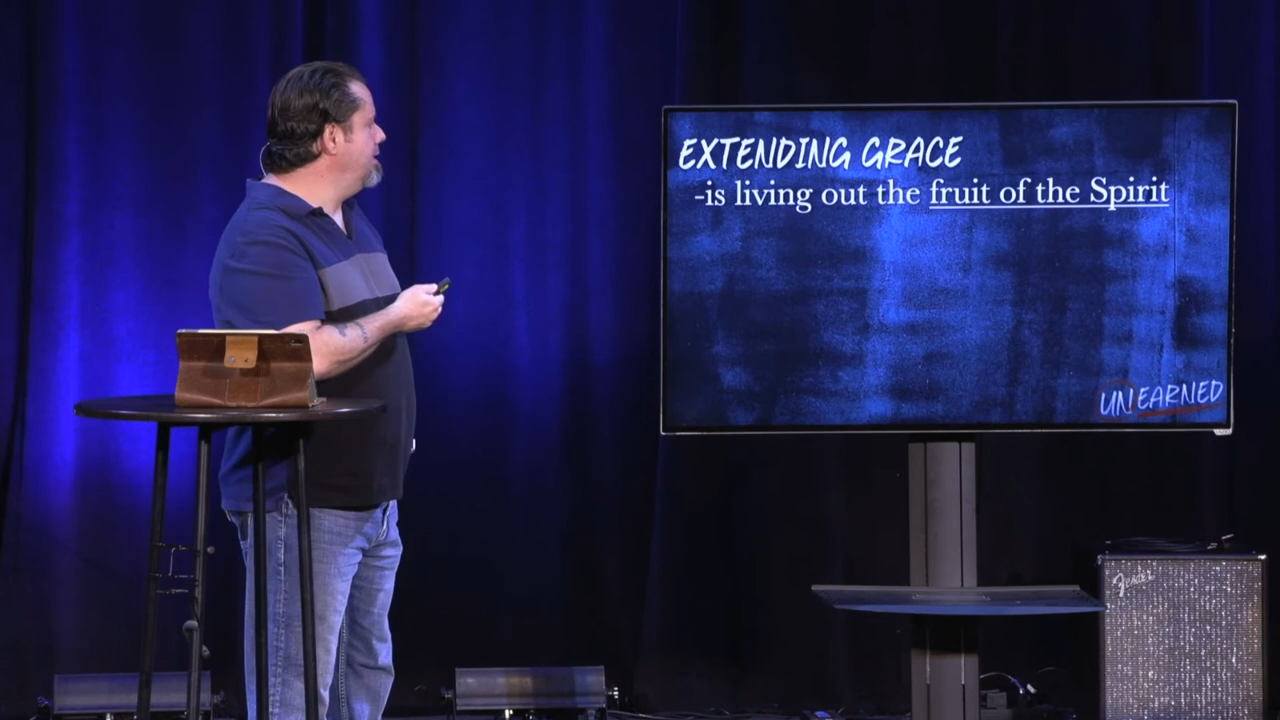 EXTENDING GRACE
-is living out the fruit of the Spirit
UNEARNED
Fender